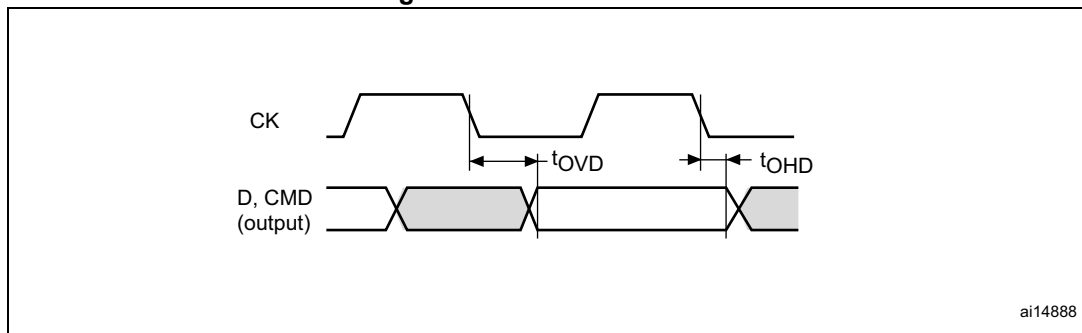 CK
tOVD
tOHD
D, CMD
(output)
ai14888